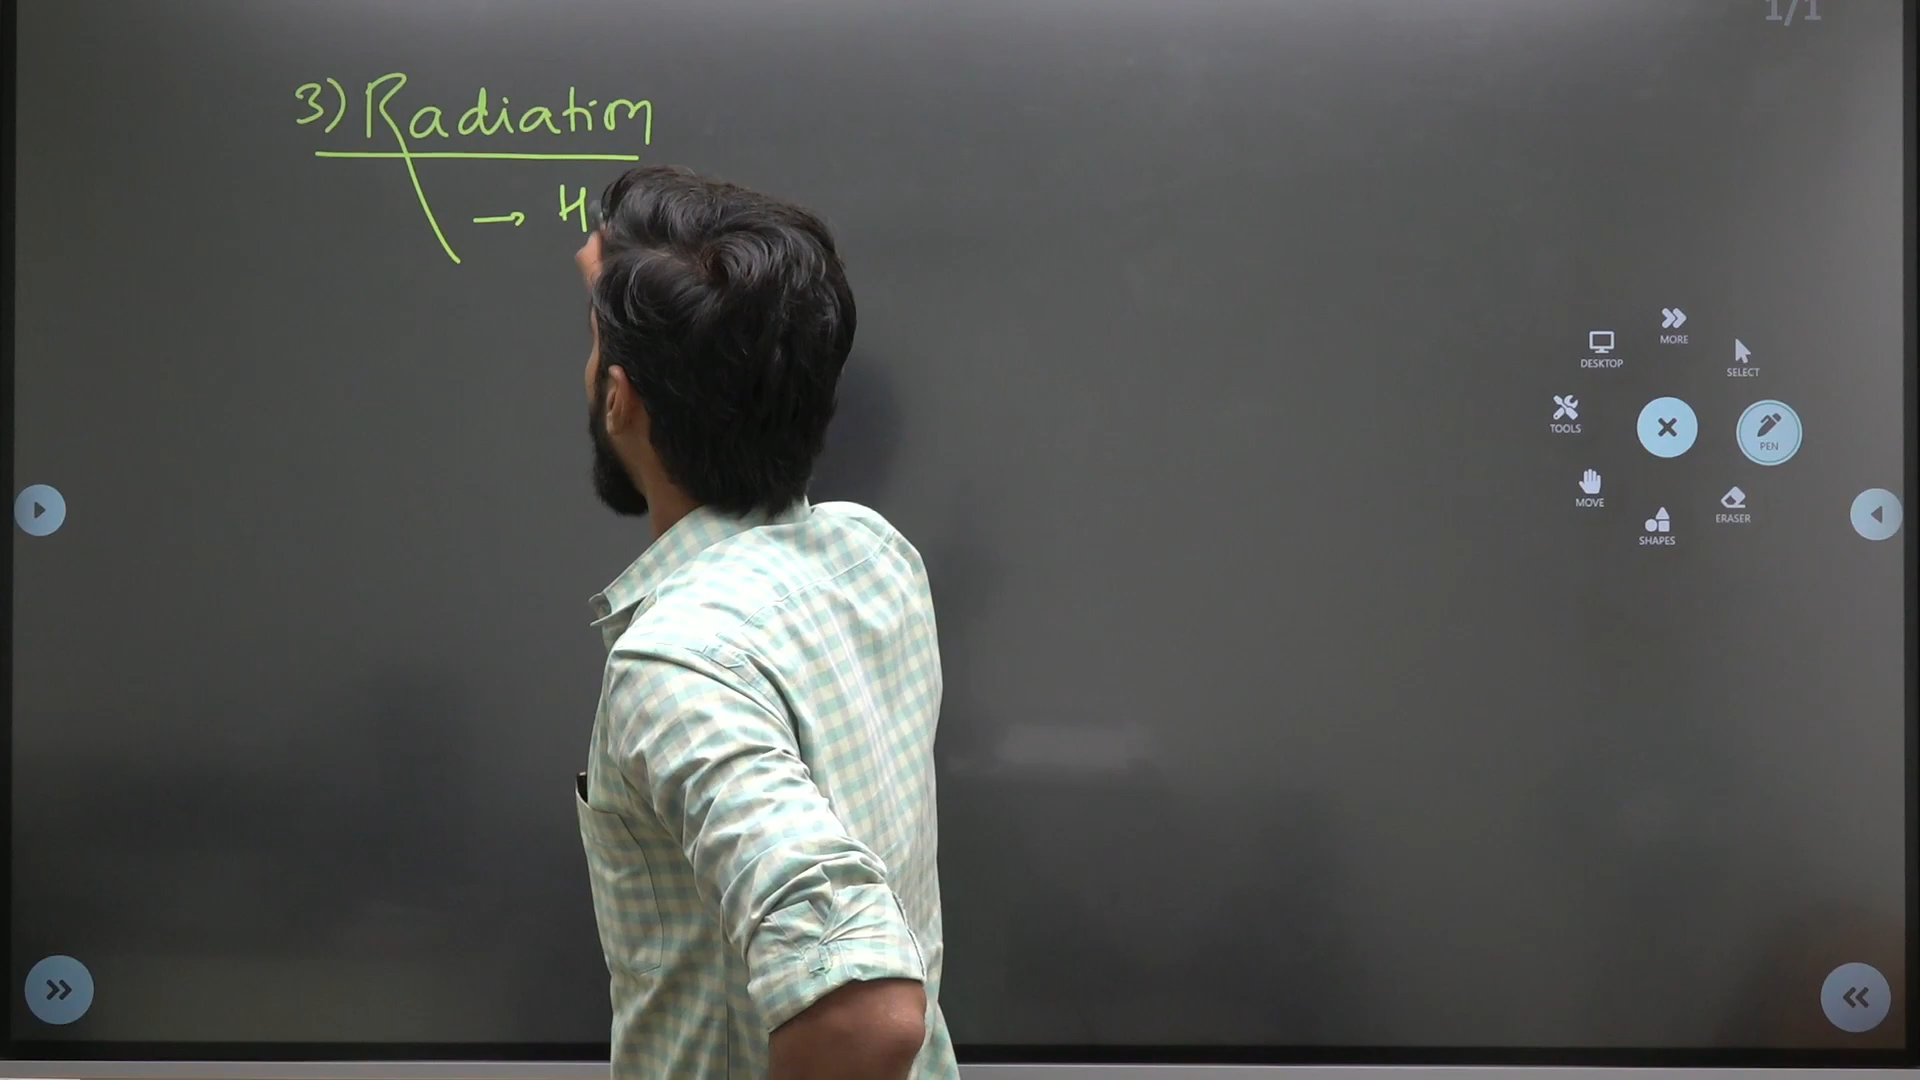 1/1
3) Radiation
→ H
MORE
DESKTOP
SELECT
TOOLS
PEN
MOVE
ERASER
SHAPES